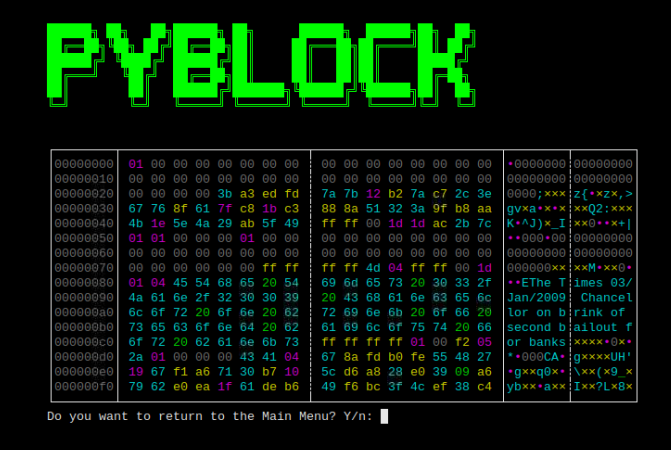 PYBLOCK
00000000 01 00 00 00 00 00 00 00 00 00 00 00 00 00 00 00 •0000000 00000000
00000010 00 00 00 00 00 00 00 00 00 00 00 00 00 00 00 00 00000000 00000000
00000020 00 00 00 00 3b a3 ed fd 7a 7b 12 b2 7a c7 2c 3e 0000;××× z{•×z×,>
00000030 67 76 8f 61 7f c8 1b c3 88 8a 51 32 3a 9f b8 aa gv×a•×•× ××Q2:×××
00000040 4b 1e 5e 4a 29 ab 5f 49 ff ff 00 1d 1d ac 2b 7c K•^J)×_I ××0••×+|
00000050 01 01 00 00 00 01 00 00 00 00 00 00 00 00 00 00 ••000•00 00000000
00000060 00 00 00 00 00 00 00 00 00 00 00 00 00 00 00 00 00000000 00000000
00000070 00 00 00 00 00 00 ff ff ff ff 4d 04 ff ff 00 1d 000000×× ××M•××0•
00000080 01 04 45 54 68 65 20 54 69 6d 65 73 20 30 33 2f ••EThe T imes 03/
00000090 4a 61 6e 2f 32 30 30 39 20 43 68 61 6e 63 65 6c Jan/2009  Chancel
000000a0 6c 6f 72 20 6f 6e 20 62 72 69 6e 6b 20 6f 66 20 lor on b rink of
000000b0 73 65 63 6f 6e 64 20 62 61 69 6c 6f 75 74 20 66 second b ailout f
000000c0 6f 72 20 62 61 6e 6b 73 ff ff ff ff 01 00 f2 05 or banks ××××•0×•
000000d0 2a 01 00 00 00 43 41 04 67 8a fd b0 fe 55 48 27 *•000CA• g××××UH'
000000e0 19 67 f1 a6 71 30 b7 10 5c d6 a8 28 e0 39 09 a6 •g××q0×• \××(×9_×
000000f0 79 62 e0 ea 1f 61 de b6 49 f6 bc 3f 4c ef 38 c4 yb××•a×× I××?L×8×
Do you want to return to the Main Menu? Y/n: